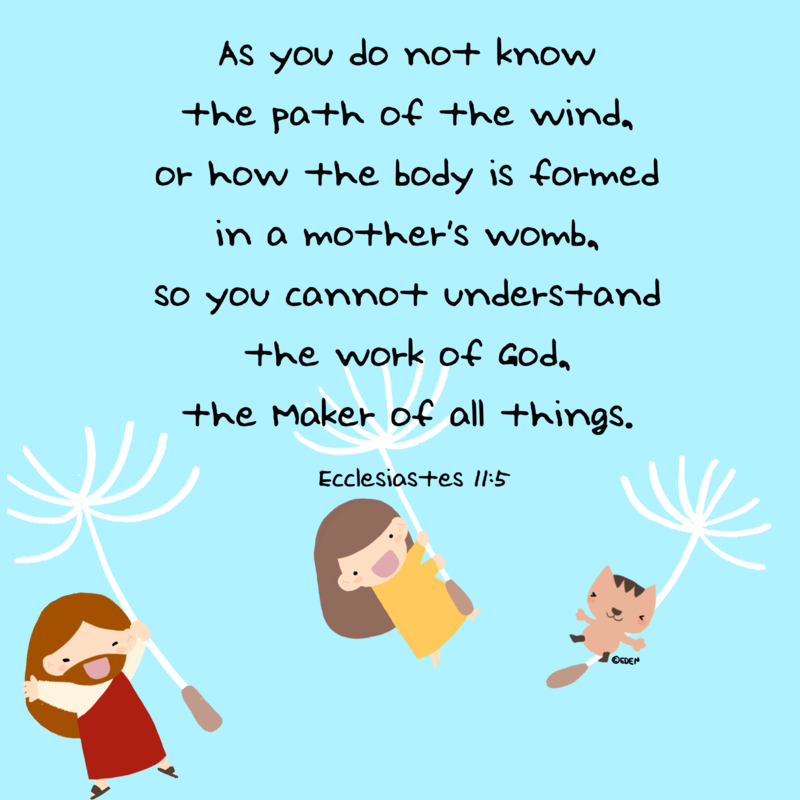 As you do not know
the path of the wind,
or how the body is formed
in a mother's womb,
so you cannot understand
the work of God,
the Maker of all things.
Ecclesiastes 11:5
©EDEN